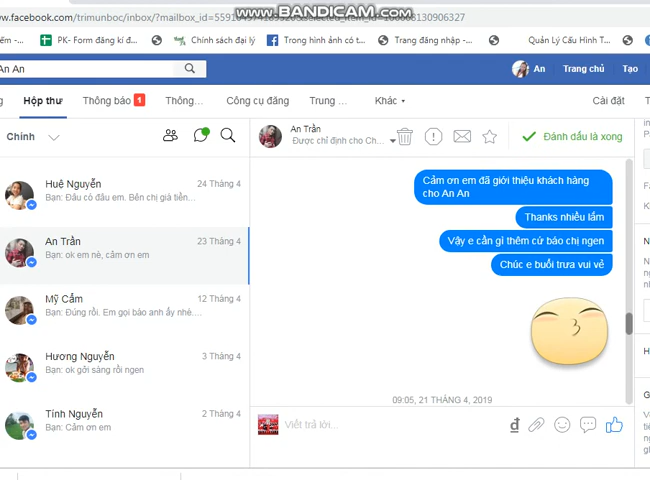 www.BANDICAM.com
ww.facebook.com/trimunboc/inbox/?mailbox_id=
PK- Form đăng kí đ...
Chính sách đại lý
Trong hình ảnh có t...
Trang đăng nhập -...
Quản Lý Cấu Hình T...
An An
An
Trang chủ
Tạo
Hộp thư
Thông báo 1
Thông...
Công cụ đăng
Trung ...
Khác
Cài đặt
Chính
An Trần
Được chỉ định cho Ch...
Đánh dấu là xong
Huệ Nguyễn
24 Tháng 4
Bạn: Đâu có đâu em. Bên chị giá tiền...
An Trần
23 Tháng 4
Bạn: ok em nè, cảm ơn em
Mỹ Cẩm
12 Tháng 4
Bạn: Đúng rồi. Em gọi báo anh ấy nhé....
Hương Nguyễn
3 Tháng 4
Bạn: ok gởi sàng rồi ngen
Tính Nguyễn
2 Tháng 4
Bạn: Cảm ơn em
Cảm ơn em đã giới thiệu khách hàng
cho An An
Thanks nhiều lắm
Vậy e cần gì thêm cứ báo chị ngen
Chúc e buổi trưa vui vẻ
09:05, 21 THÁNG 4, 2019
Viết trả lời...
đ